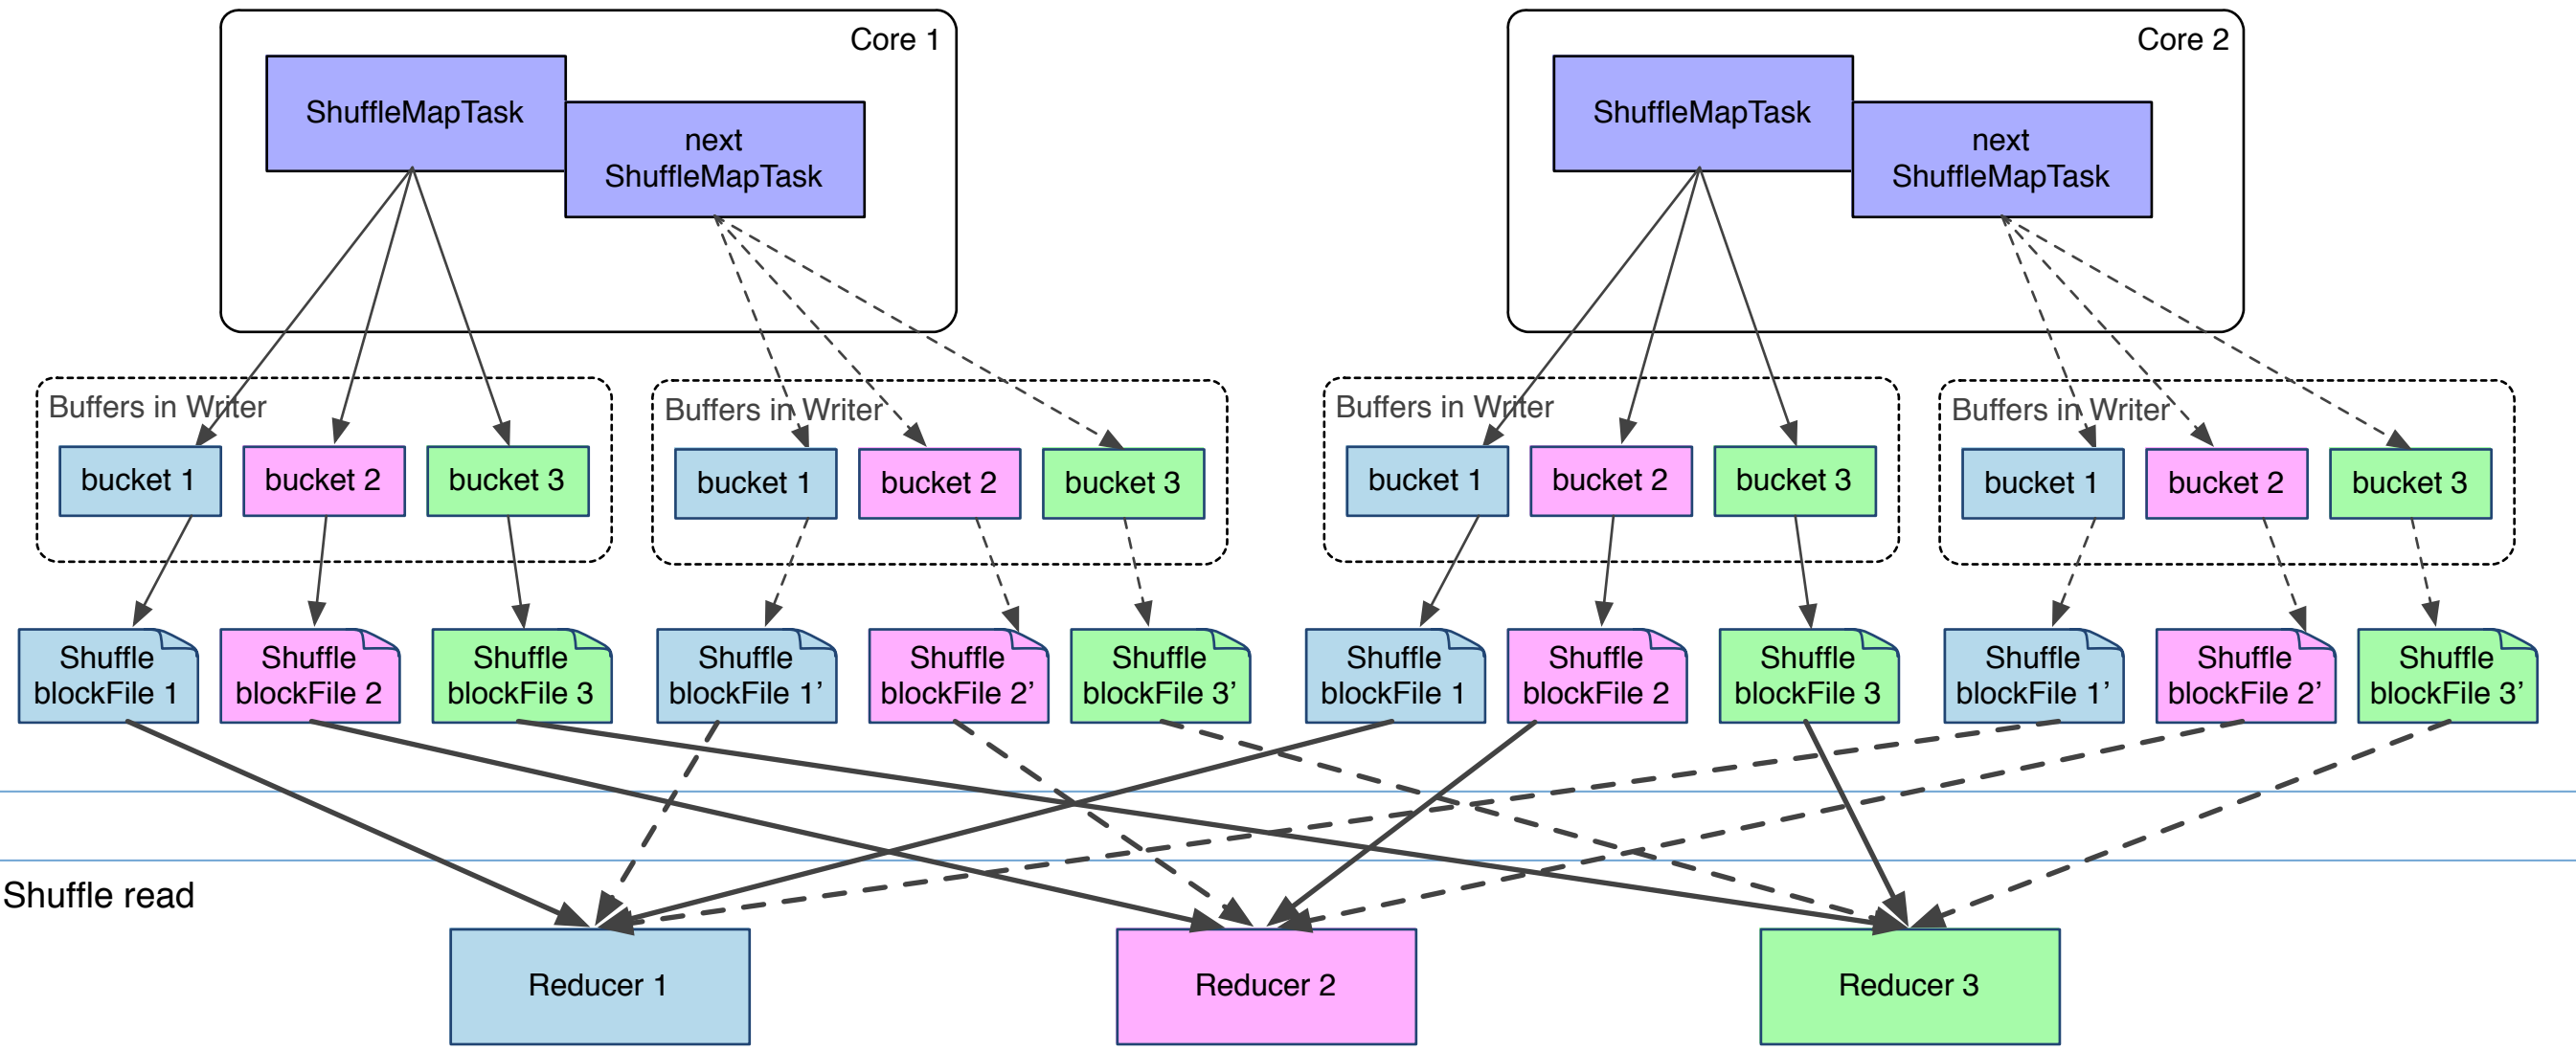 Core 1
ShuffleMapTask
next
ShuffleMapTask
Core 2
ShuffleMapTask
next
ShuffleMapTask
Buffers in Writer
bucket 1
bucket 2
bucket 3
Buffers in Writer
bucket 1
bucket 2
bucket 3
Buffers in Writer
bucket 1
bucket 2
bucket 3
Buffers in Writer
bucket 1
bucket 2
bucket 3
Shuffle
blockFile 1
Shuffle
blockFile 2
Shuffle
blockFile 3
Shuffle
blockFile 1’
Shuffle
blockFile 2’
Shuffle
blockFile 3’
Shuffle
blockFile 1
Shuffle
blockFile 2
Shuffle
blockFile 3
Shuffle
blockFile 1’
Shuffle
blockFile 2’
Shuffle
blockFile 3’
Shuffle read
Reducer 1
Reducer 2
Reducer 3